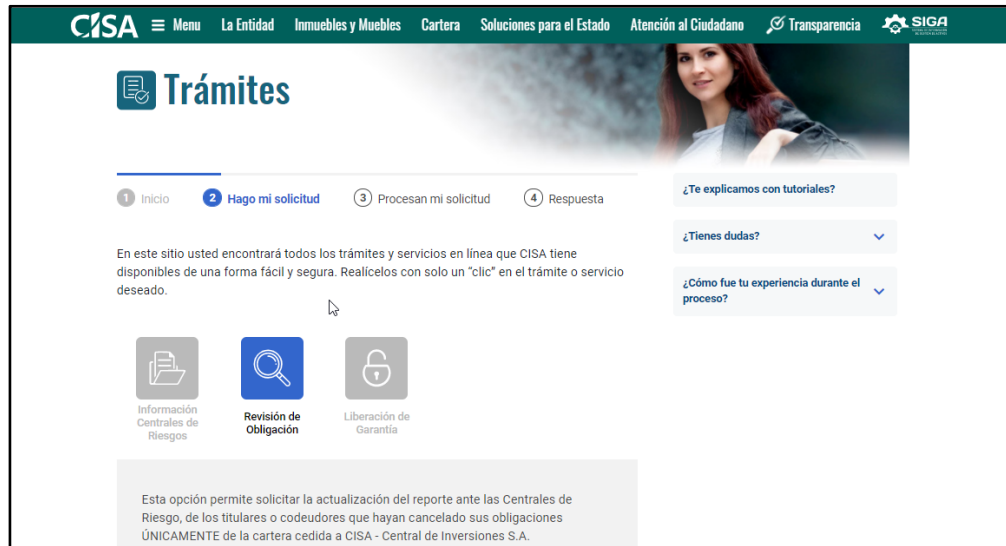 CISA Menu La Entidad Inmuebles y Muebles Cartera Soluciones para el Estado Atención al Ciudadano Transparencia SIGA
Trámites
1 Inicio 2 Hago mi solicitud 3 Procesan mi solicitud 4 Respuesta
En este sitio usted encontrará todos los trámites y servicios en línea que CISA tiene
disponibles de una forma fácil y segura. Realícelos con solo un "clic" en el trámite o servicio
deseado.
Información
Centrales de
Riesgos
Revisión de
Obligación
Liberación de
Garantía
Esta opción permite solicitar la actualización del reporte ante las Centrales de
Riesgo, de los titulares o codeudores que hayan cancelado sus obligaciones
ÚNICAMENTE de la cartera cedida a CISA - Central de Inversiones S.A.
¿Te explicamos con tutoriales?
¿Tienes dudas?
¿Cómo fue tu experiencia durante el
proceso?